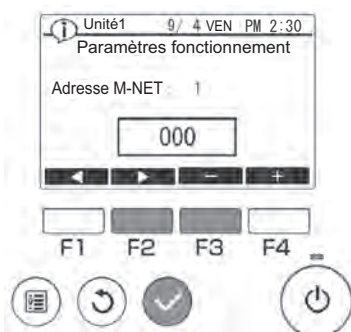 Unité1 9/ 4 VEN PM 2:30
Paramètres fonctionnement
Adresse M-NET : 1
000
F1 F2 F3 F4